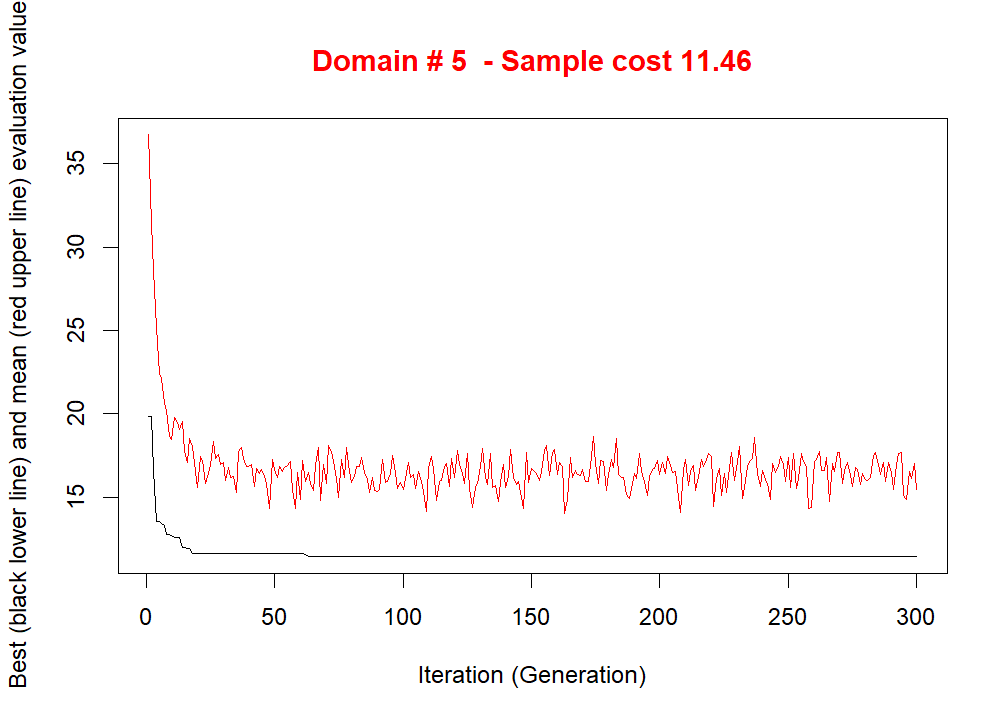 Domain # 5  - Sample cost 11.46
Best (black lower line) and mean (red upper line) evaluation value
35
30
25
20
15
0 50 100 150 200 250 300
Iteration (Generation)